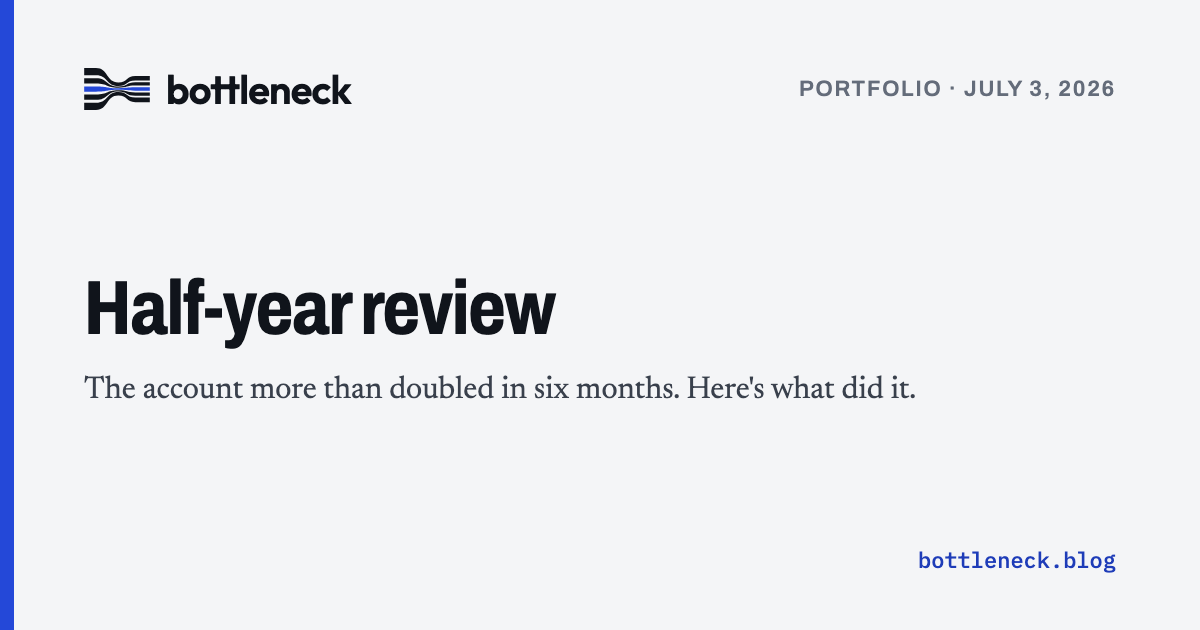 bottleneck
PORTFOLIO · JULY 3, 2026
Half-year review
The account more than doubled in six months. Here's what did it.
bottleneck.blog